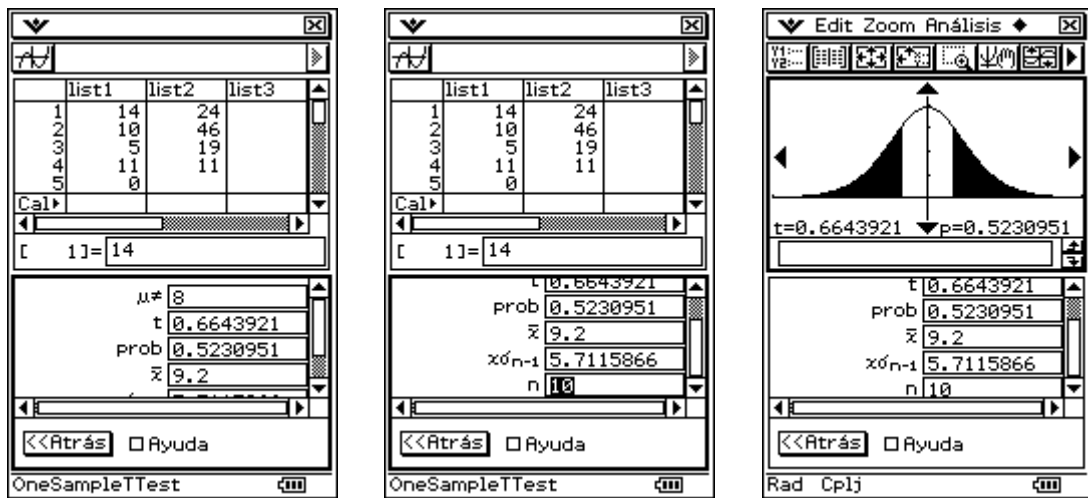 list1 list2 list3
1 14 24
2 10 46
3 5 19
4 11 11
5 0
Cal
[ 1]= 14
μ≠ 8
t 0.6643921
prob 0.5230951
x̄ 9.2
<<Atrás Ayuda
OneSampleTTest
list1 list2 list3
1 14 24
2 10 46
3 5 19
4 11 11
5 0
Cal
[ 1]= 14
t 0.6643921
prob 0.5230951
x̄ 9.2
xσn-1 5.7115866
n 10
<<Atrás Ayuda
OneSampleTTest
Edit Zoom Análisis
Y1:
Y2:
t=0.6643921 p=0.5230951
t 0.6643921
prob 0.5230951
x̄ 9.2
xσn-1 5.7115866
n 10
<<Atrás Ayuda
Rad Cplj